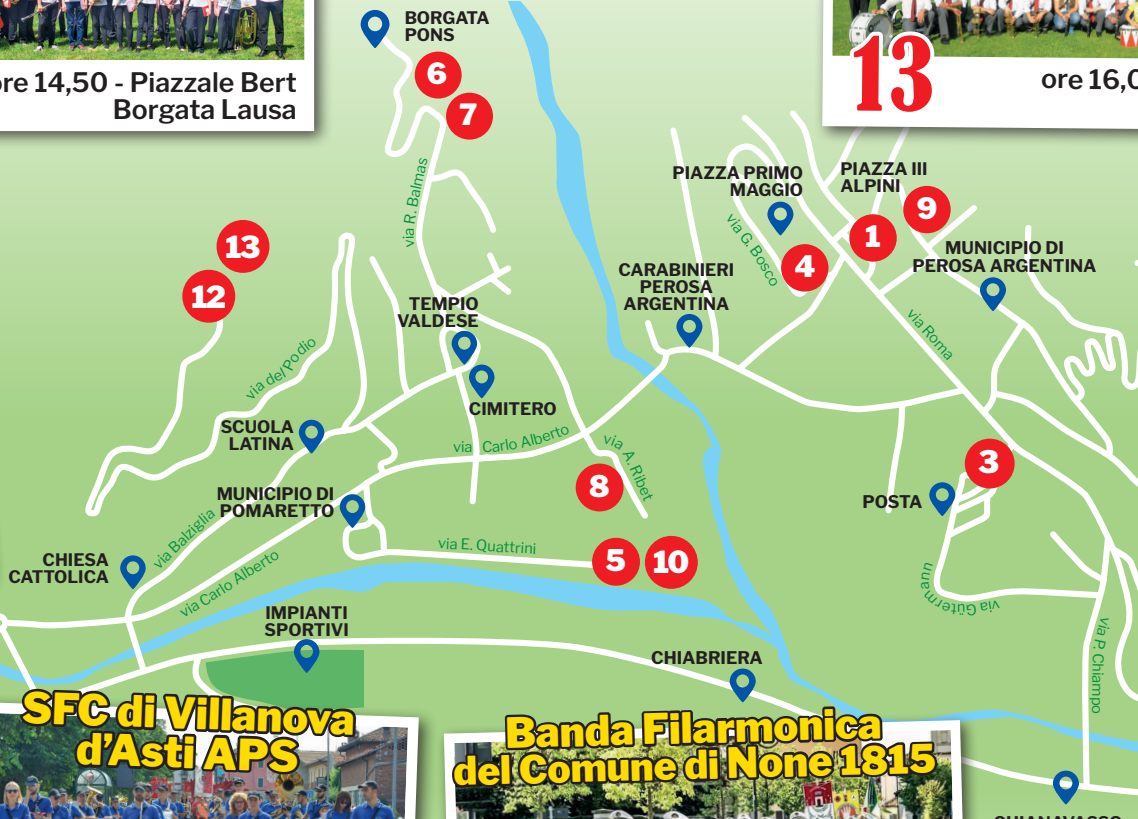 ore 14,50 - Piazzale Bert
Borgata Lausa
13
ore 16,0
BORGATA
PONS
6
7
via R. Balmas
13
12
via del Podio
PIAZZA PRIMO
MAGGIO
PIAZZA III
ALPINI
9
1
4
via G. Bosco
MUNICIPIO DI
PEROSA ARGENTINA
CARABINIERI
PEROSA
ARGENTINA
via Roma
TEMPIO
VALDESE
CIMITERO
SCUOLA
LATINA
via Carlo Alberto
via A. Ribet
8
3
POSTA
MUNICIPIO DI
POMARETTO
via Balziglia
via E. Quattrini
5
10
CHIESA
CATTOLICA
via Carlo Alberto
via Gütermann
IMPIANTI
SPORTIVI
via P. Chiampo
CHIABRIERA
SFC di Villanova
d'Asti APS
Banda Filarmonica
del Comune di None 1815
CHIANAVASSO